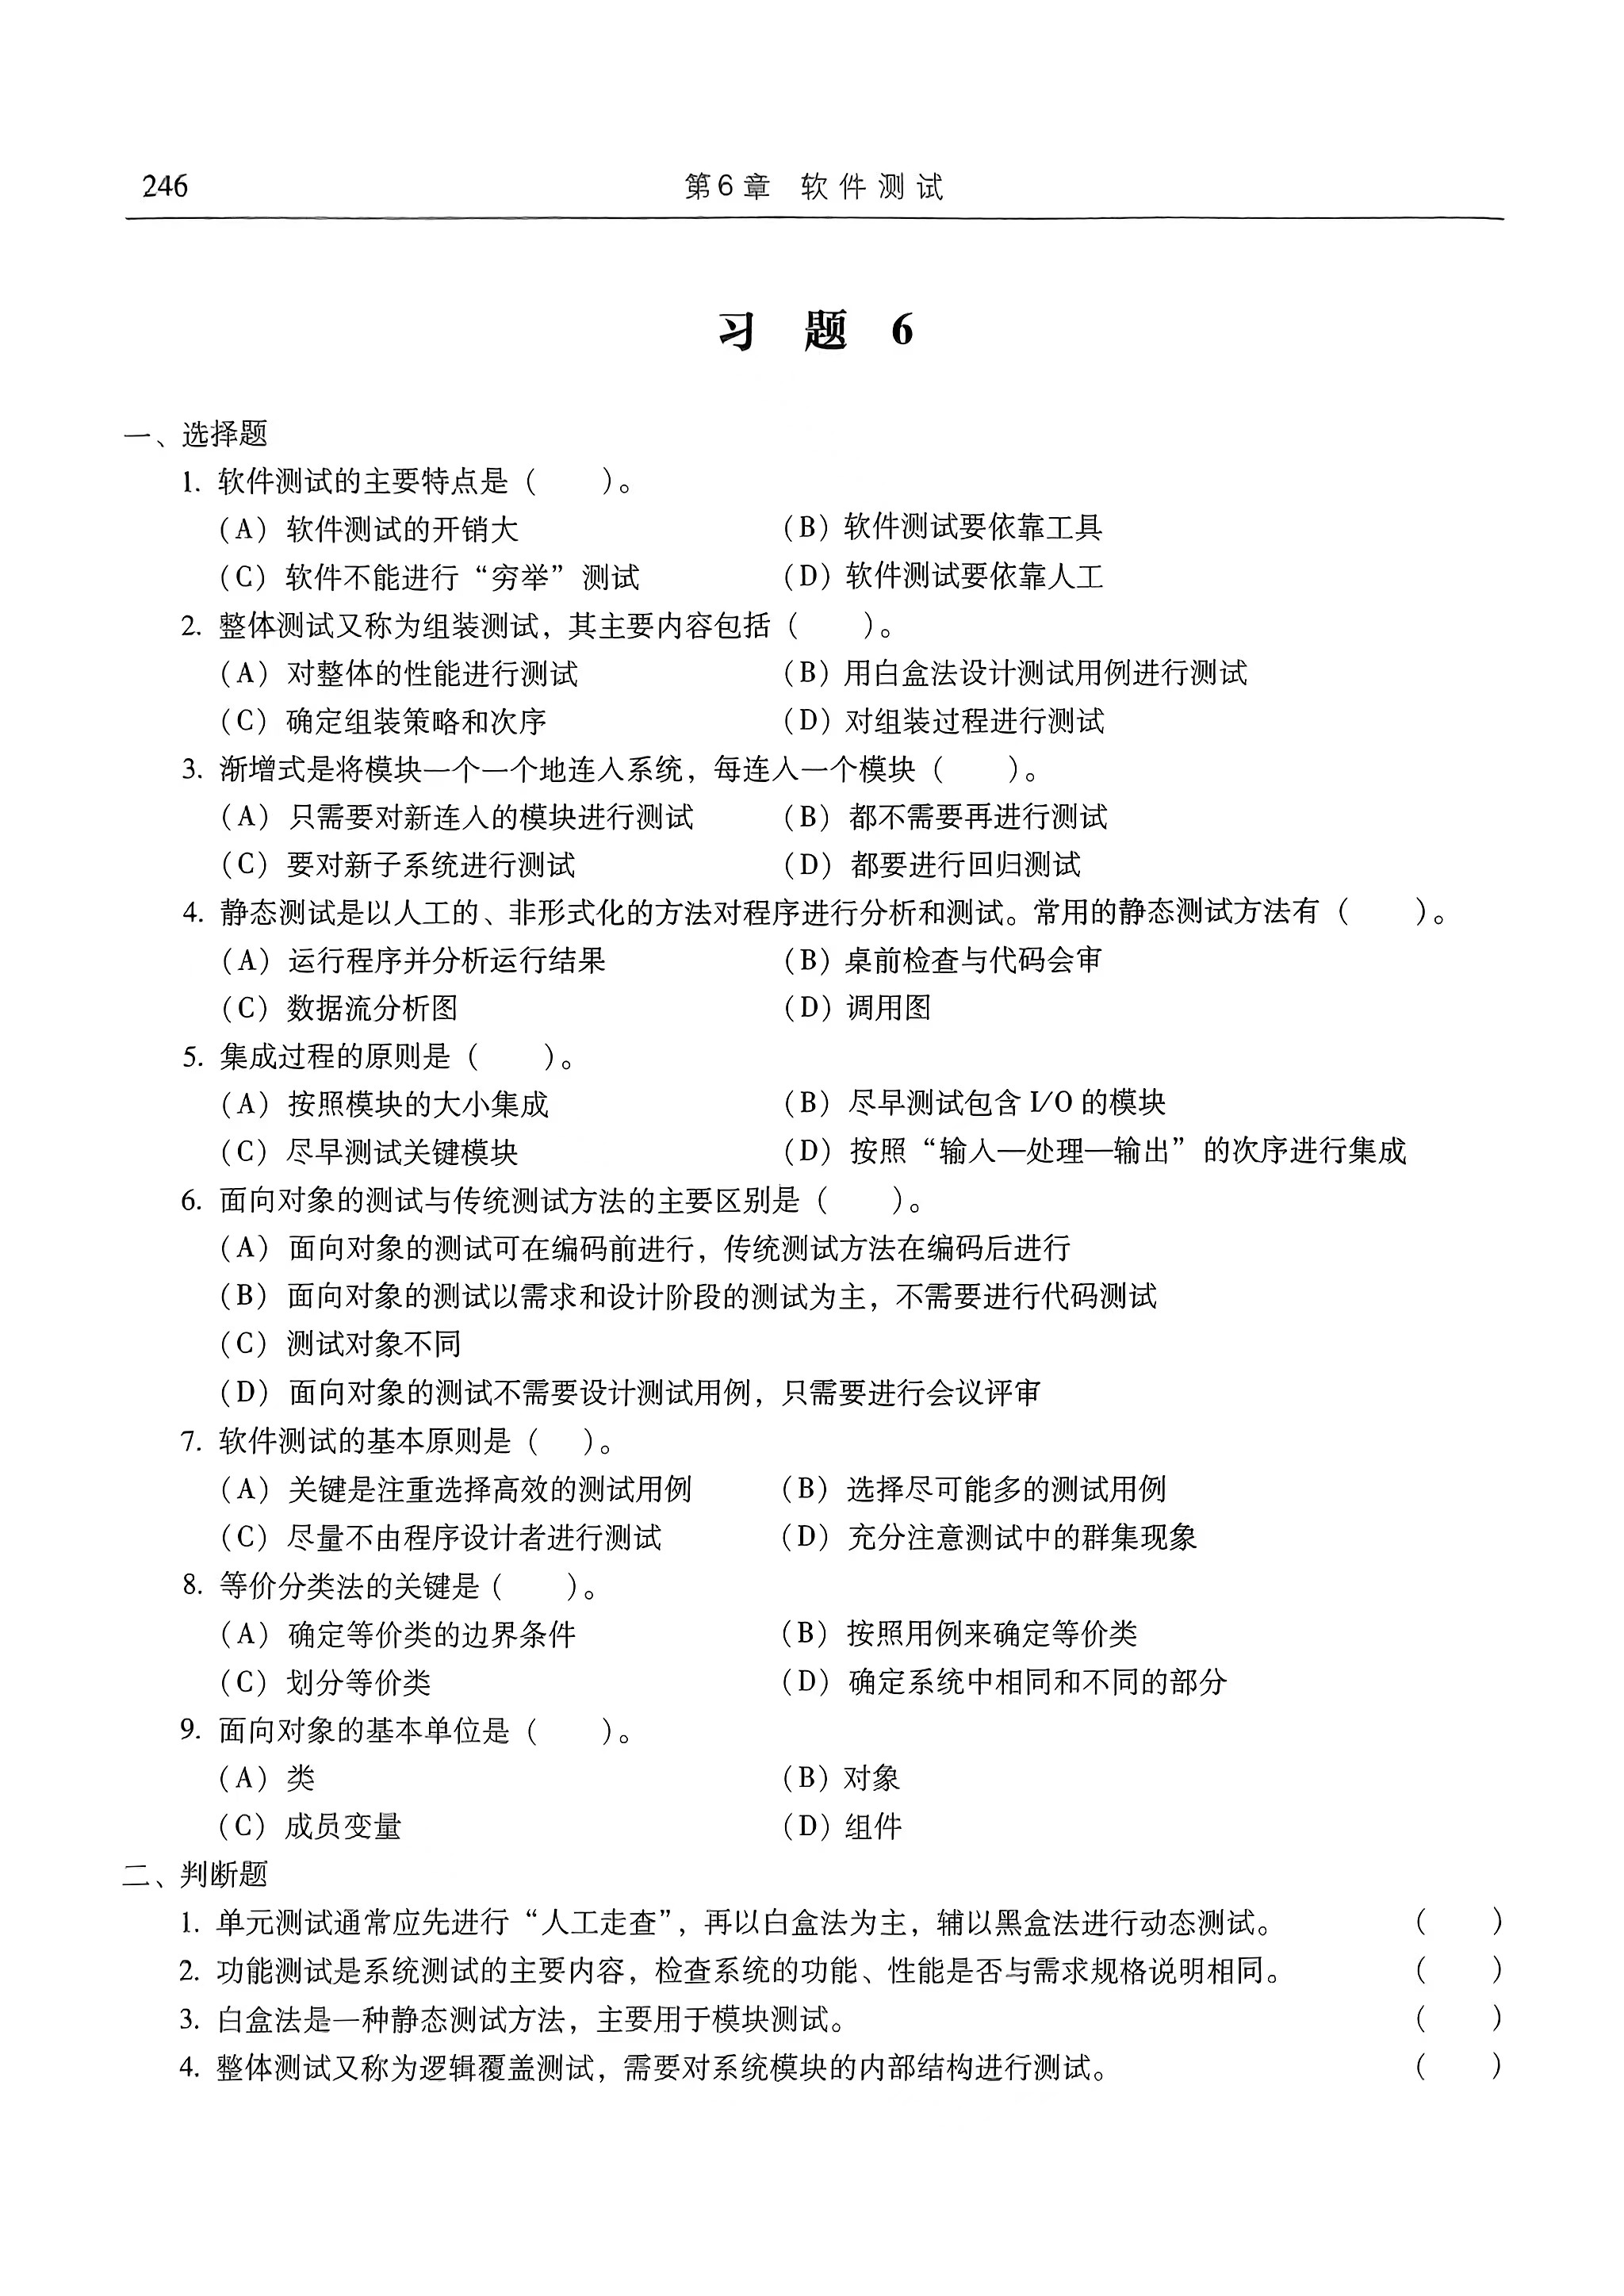 246
第6章 软件测试
习 题 6
一、选择题
1. 软件测试的主要特点是（　　）。
（A）软件测试的开销大 （B）软件测试要依靠工具
（C）软件不能进行“穷举”测试 （D）软件测试要依靠人工
2. 整体测试又称为组装测试，其主要内容包括（　　）。
（A）对整体的性能进行测试 （B）用白盒法设计测试用例进行测试
（C）确定组装策略和次序 （D）对组装过程进行测试
3. 渐增式是将模块一个一个地连入系统，每连入一个模块（　　）。
（A）只需要对新连入的模块进行测试 （B）都不需要再进行测试
（C）要对新子系统进行测试 （D）都要进行回归测试
4. 静态测试是以人工的、非形式化的方法对程序进行分析和测试。常用的静态测试方法有（　　）。
（A）运行程序并分析运行结果 （B）桌前检查与代码会审
（C）数据流分析图 （D）调用图
5. 集成过程的原则是（　　）。
（A）按照模块的大小集成 （B）尽早测试包含 I/O 的模块
（C）尽早测试关键模块 （D）按照“输入—处理—输出”的次序进行集成
6. 面向对象的测试与传统测试方法的主要区别是（　　）。
（A）面向对象的测试可在编码前进行，传统测试方法在编码后进行
（B）面向对象的测试以需求和设计阶段的测试为主，不需要进行代码测试
（C）测试对象不同
（D）面向对象的测试不需要设计测试用例，只需要进行会议评审
7. 软件测试的基本原则是（　　）。
（A）关键是注重选择高效的测试用例 （B）选择尽可能多的测试用例
（C）尽量不由程序设计者进行测试 （D）充分注意测试中的群集现象
8. 等价分类法的关键是（　　）。
（A）确定等价类的边界条件 （B）按照用例来确定等价类
（C）划分等价类 （D）确定系统中相同和不同的部分
9. 面向对象的基本单位是（　　）。
（A）类 （B）对象
（C）成员变量 （D）组件
二、判断题
1. 单元测试通常应先进行“人工走查”，再以白盒法为主，辅以黑盒法进行动态测试。（　　）
2. 功能测试是系统测试的主要内容，检查系统的功能、性能是否与需求规格说明相同。（　　）
3. 白盒法是一种静态测试方法，主要用于模块测试。（　　）
4. 整体测试又称为逻辑覆盖测试，需要对系统模块的内部结构进行测试。（　　）